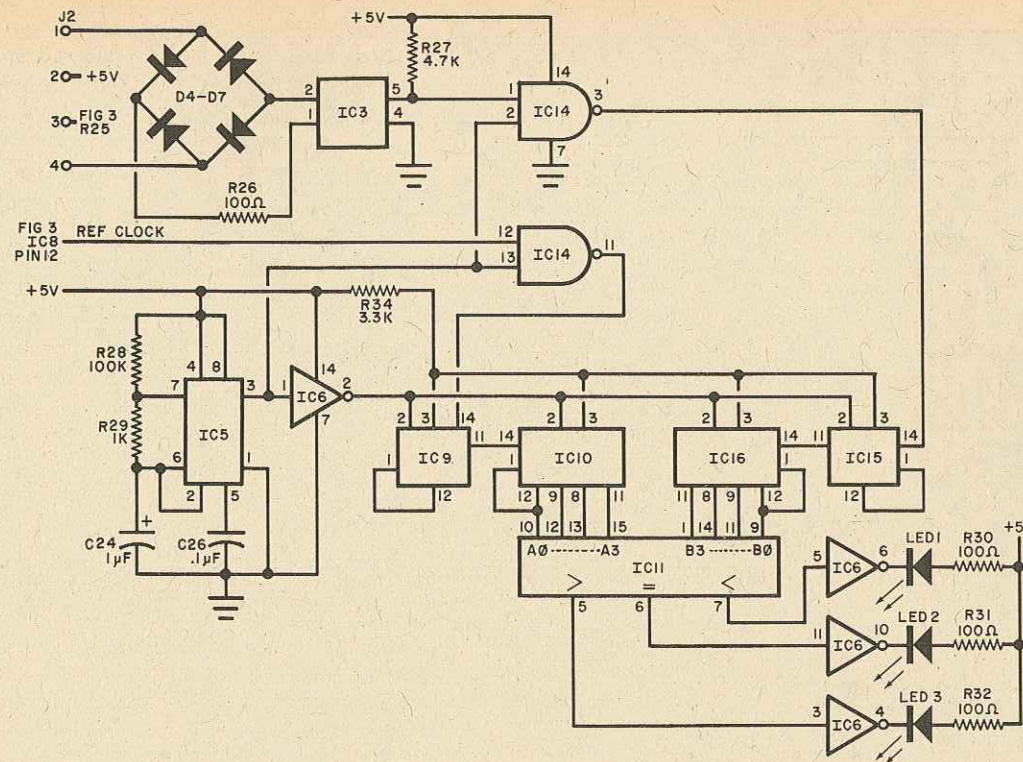 J2
1
2 +5V
3 FIG 3
R25
4
D4-D7
2
1
IC3
5
4
+5V
R27
4.7K
14
1
2
IC14
3
7
R26
100Ω
FIG 3
IC8
PIN 12
REF CLOCK
12
13
IC14
11
+5V
R34
3.3K
R28
100K
R29
1K
4 8
7
3
IC5
6
1
2 5
1
14
IC6
2
7
C24
1µF
+
C26
.1µF
2 3 14
IC9
11
1
12
2 3
14
IC10
1
12 9 8 11
2 3
IC16
14
1
11 8 9 12
2 3
11
IC15
14
1
12
10 12 13 15
1 14 11 9
A0--------A3
B3-----B0
IC11
> = <
5 6 7
5
IC6
6
LED1
R30
100Ω
+5
11
IC6
10
LED2
R31
100Ω
3
IC6
4
LED3
R32
100Ω